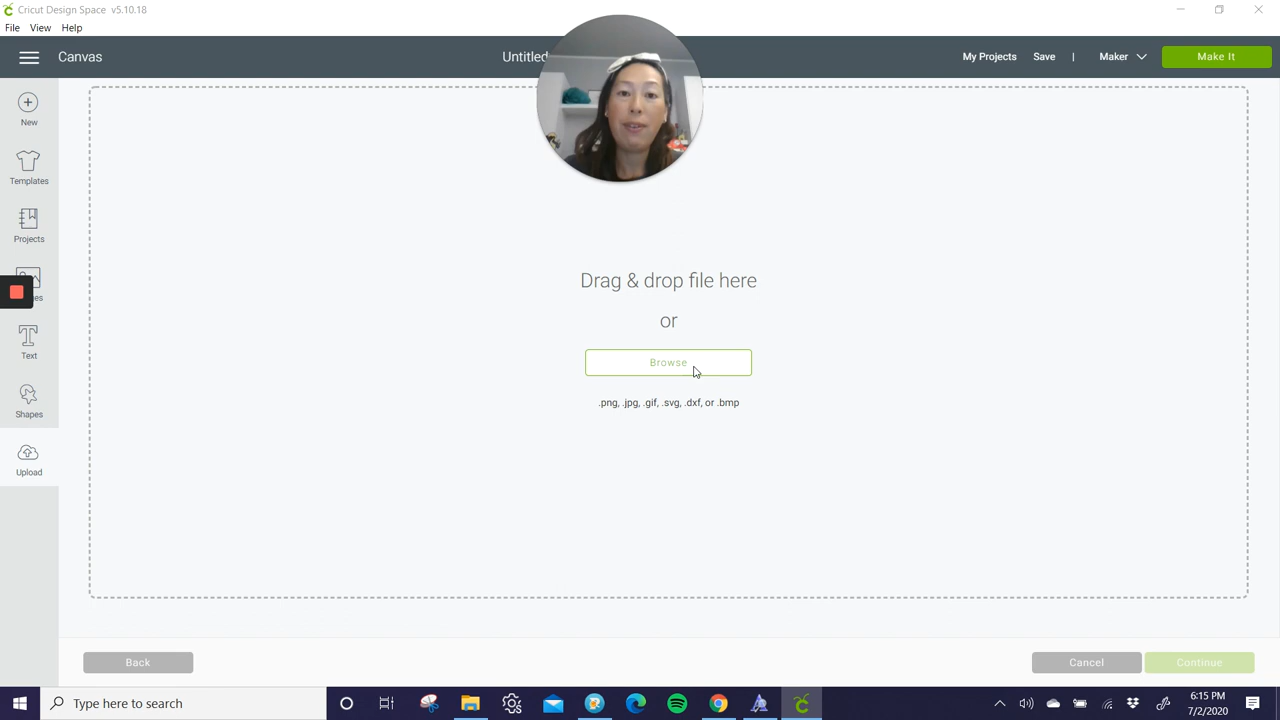 Cricut Design Space v5.10.18
File View Help
Canvas
Untitled
My Projects Save | Maker Make It
New
Templates
Projects
Text
Shapes
Upload
Drag & drop file here
or
Browse
.png, .jpg, .gif, .svg, .dxf, or .bmp
Back
Cancel Continue
Type here to search
6:15 PM
7/2/2020